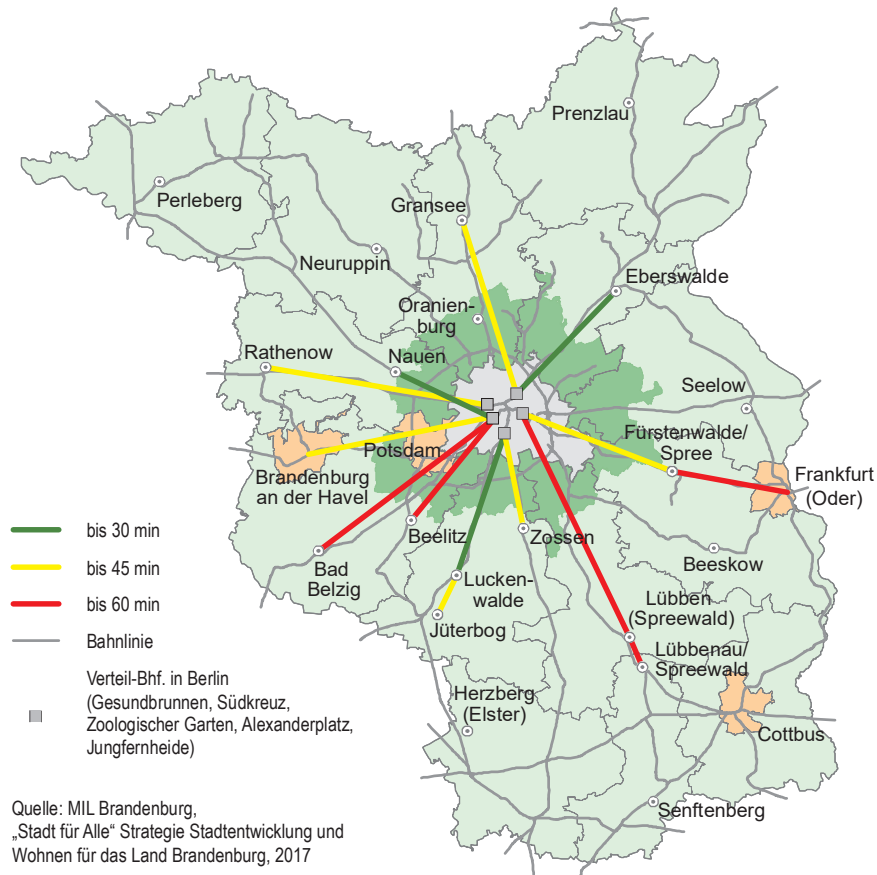 Prenzlau
Perleberg
Gransee
Neuruppin
Eberswalde
Oranien-
burg
Rathenow
Nauen
Seelow
Fürstenwalde/
Spree
Potsdam
Brandenburg
an der Havel
Frankfurt
(Oder)
Beelitz
Zossen
Bad
Belzig
Beeskow
Lucken-
walde
Lübben
(Spreewald)
Jüterbog
Lübbenau/
Spreewald
Herzberg
(Elster)
Cottbus
Senftenberg
bis 30 min
bis 45 min
bis 60 min
Bahnlinie
Verteil-Bhf. in Berlin
(Gesundbrunnen, Südkreuz,
Zoologischer Garten, Alexanderplatz,
Jungfernheide)
Quelle: MIL Brandenburg,
„Stadt für Alle“ Strategie Stadtentwicklung und
Wohnen für das Land Brandenburg, 2017